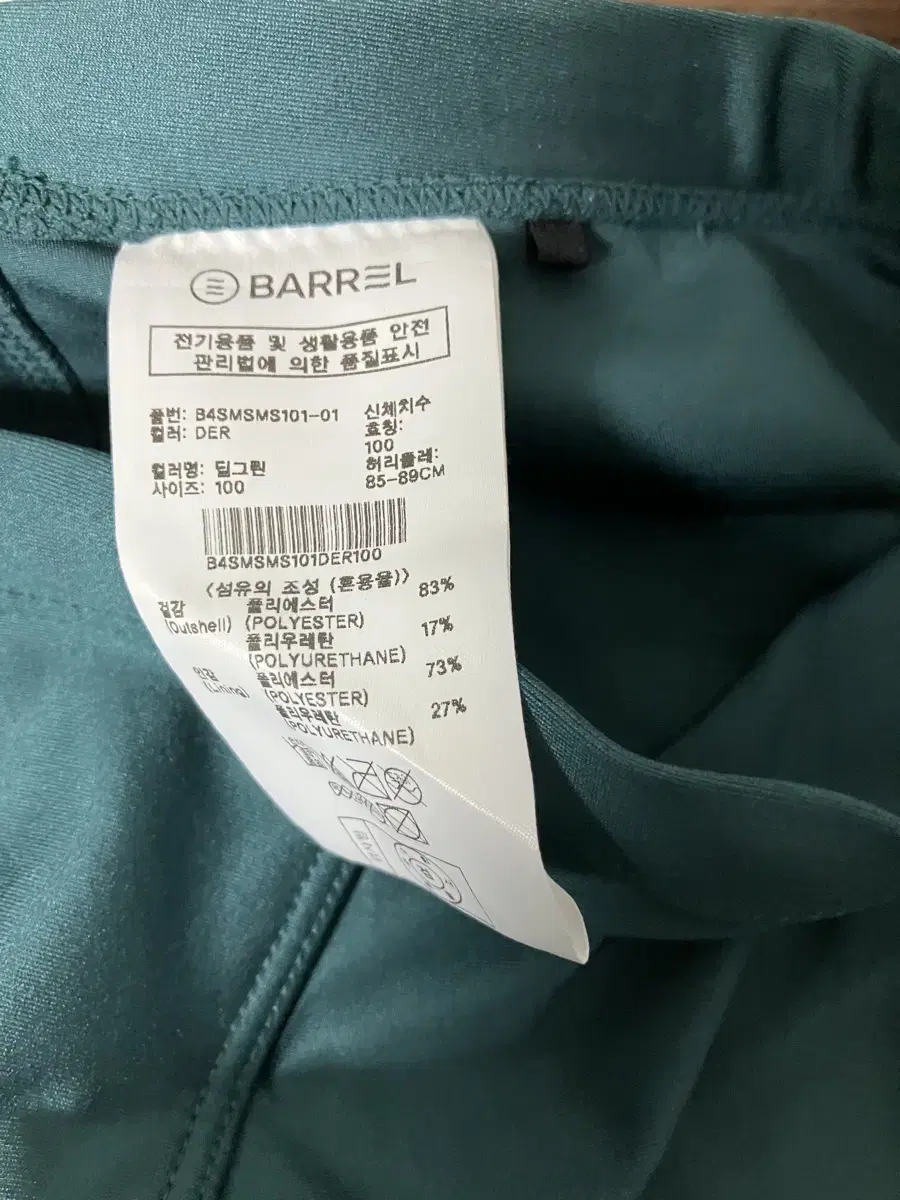 BARREL
전기용품 및 생활용품 안전
관리법에 의한 품질표시
품번: B4SMSMS101-01
컬러: DER
컬러명: 딥그린
사이즈: 100
신체치수
효칭:
100
허리둘레:
85-89CM
B4SMSMS101DER100
<섬유의 조성 (혼용율)>
겉감 폴리에스터 83%
(Outshell) (POLYESTER)
폴리우레탄 17%
(POLYURETHANE)
안감 폴리에스터 73%
(Lining) (POLYESTER)
폴리우레탄 27%
(POLYURETHANE)